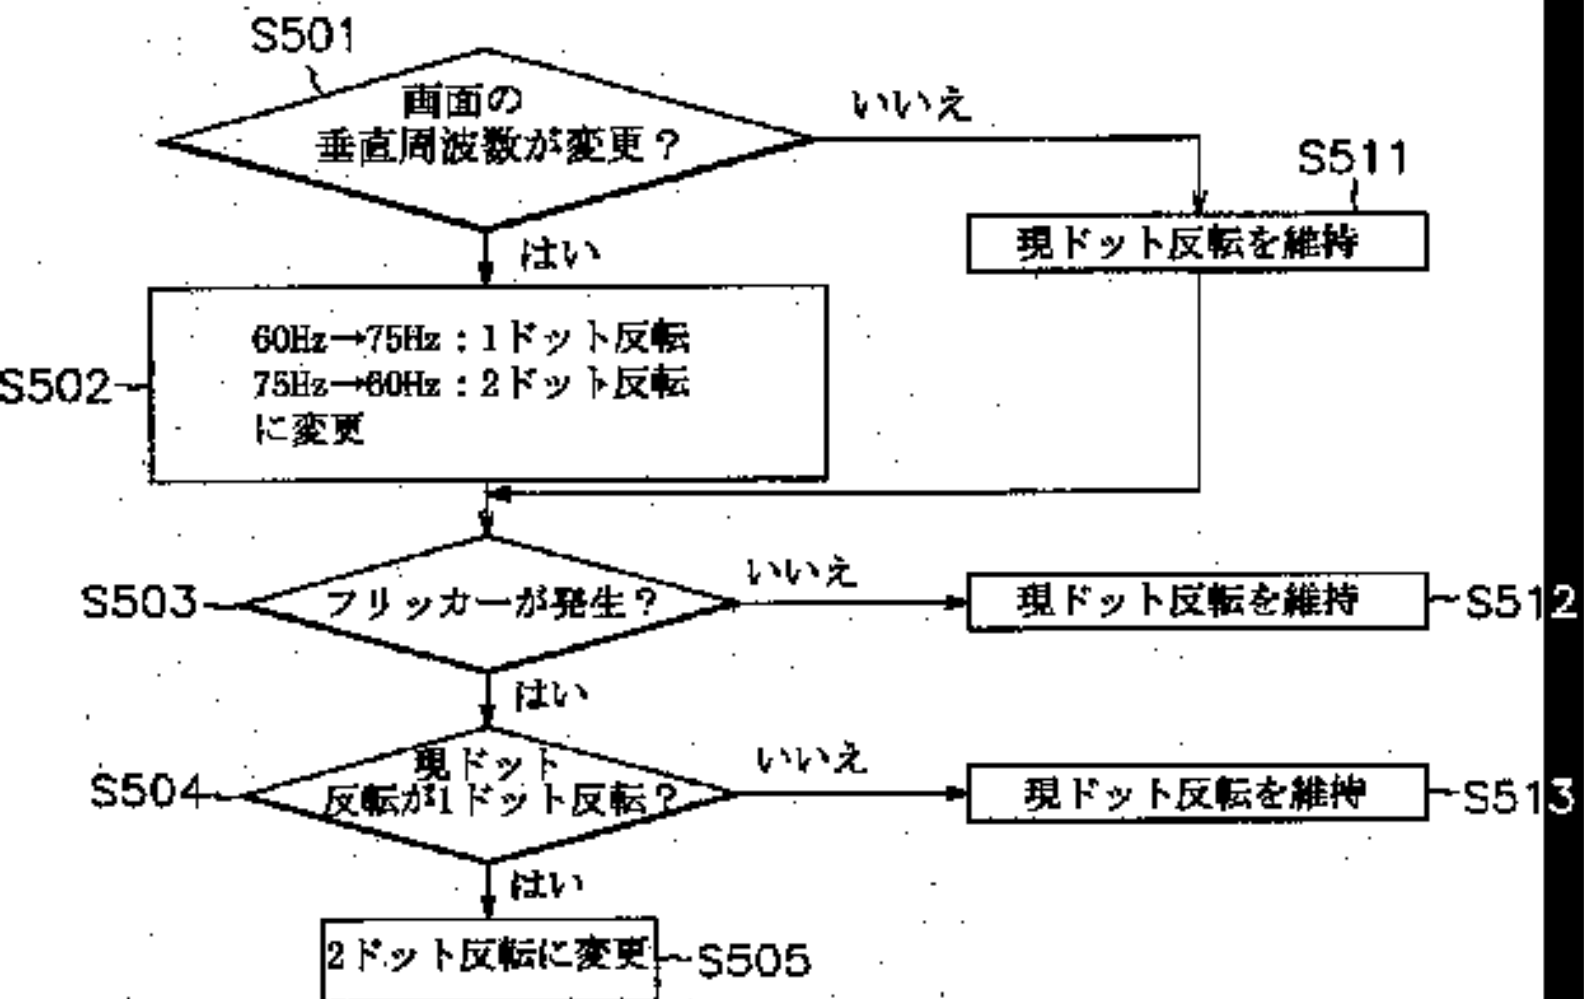 S501
画面の
垂直周波数が変更？
いいえ
S511
現ドット反転を維持
はい
S502
60Hz→75Hz：1ドット反転
75Hz→60Hz：2ドット反転
に変更
S503
フリッカーが発生？
いいえ
現ドット反転を維持
S512
はい
S504
現ドット
反転が1ドット反転？
いいえ
現ドット反転を維持
S513
はい
2ドット反転に変更
S505